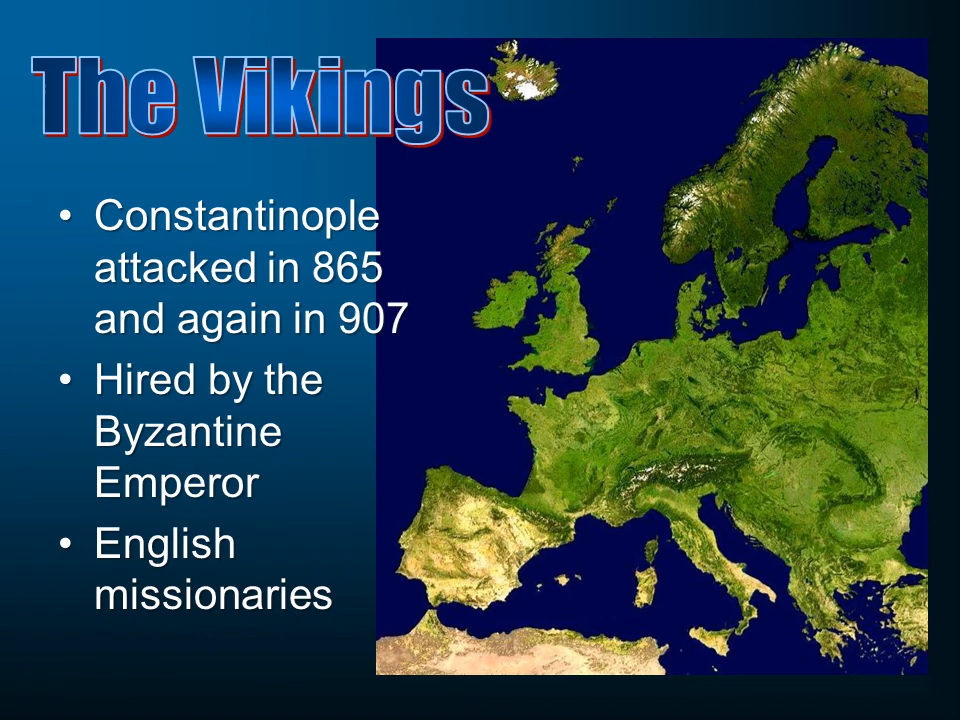 The Vikings
• Constantinople
attacked in 865
and again in 907
• Hired by the
Byzantine
Emperor
• English
missionaries